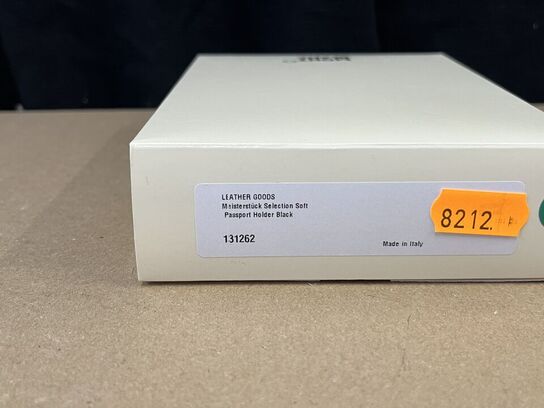 LEATHER GOODS
Meisterstück Selection Soft
Passport Holder Black
131262
Made in Italy
8212.